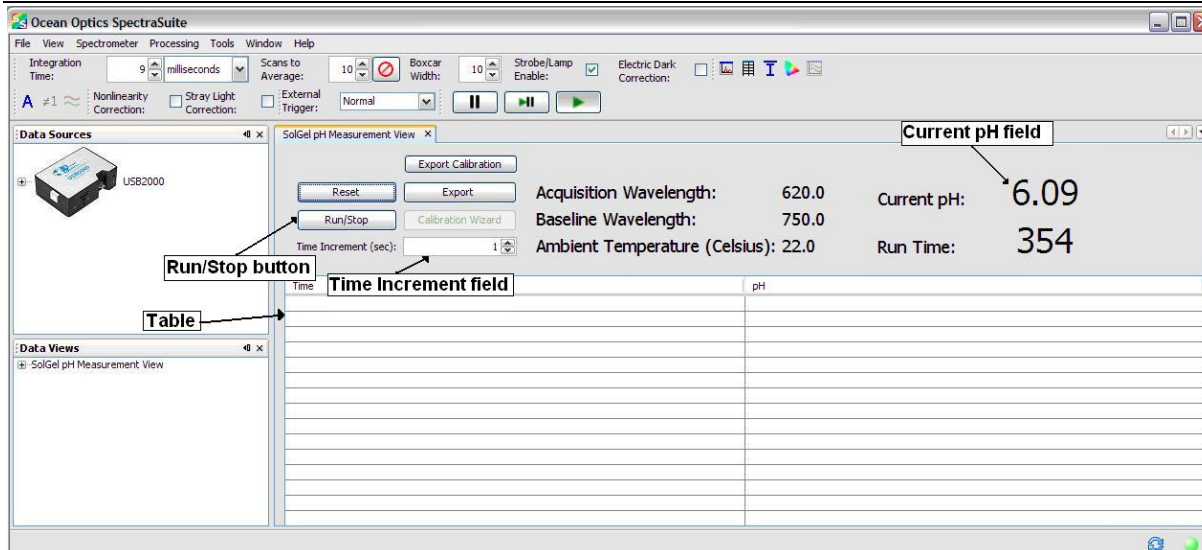 Ocean Optics SpectraSuite
File View Spectrometer Processing Tools Window Help
Integration Time: 9 milliseconds Scans to Average: 10 Boxcar Width: 10 Strobe/Lamp Enable: Electric Dark Correction:
A ≠1 Nonlinearity Correction: Stray Light Correction: External Trigger: Normal
Data Sources
USB2000
SolGel pH Measurement View
Current pH field
Export Calibration
Reset Export
Run/Stop Calibration Wizard
Time Increment (sec): 1
Acquisition Wavelength: 620.0
Baseline Wavelength: 750.0
Ambient Temperature (Celsius): 22.0
Current pH: 6.09
Run Time: 354
Run/Stop button
Time Increment field
Time pH
Table
Data Views
SolGel pH Measurement View